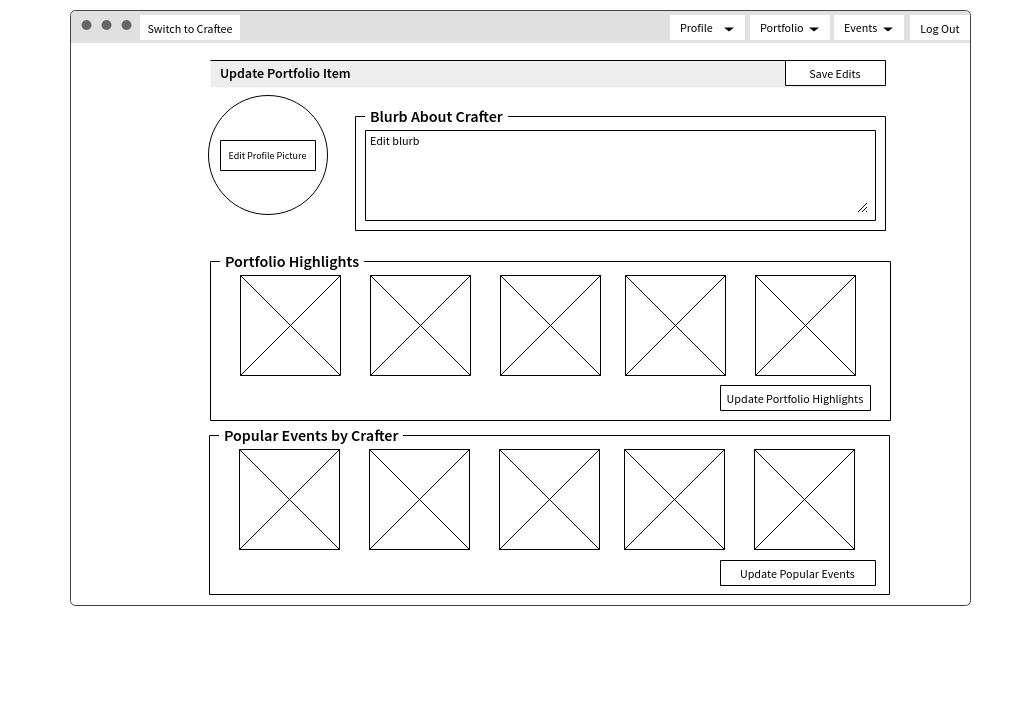 Switch to Craftee
Profile
Portfolio
Events
Log Out
Update Portfolio Item
Save Edits
Edit Profile Picture
Blurb About Crafter
Edit blurb
Portfolio Highlights
Update Portfolio Highlights
Popular Events by Crafter
Update Popular Events